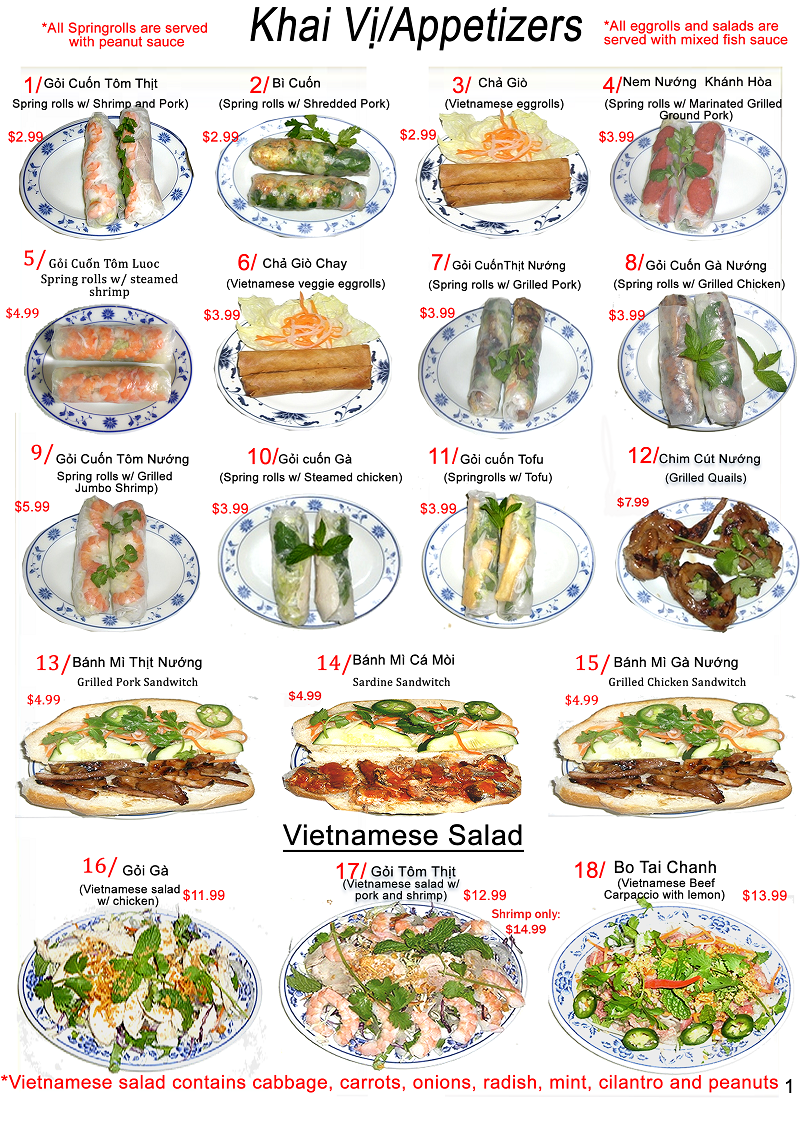 *All Springrolls are served
with peanut sauce
Khai Vị/Appetizers
*All eggrolls and salads are
served with mixed fish sauce
1/ Gỏi Cuốn Tôm Thịt
Spring rolls w/ Shrimp and Pork)
$2.99
2/ Bì Cuốn
(Spring rolls w/ Shredded Pork)
$2.99
3/ Chả Giò
(Vietnamese eggrolls)
$2.99
4/ Nem Nướng Khánh Hòa
(Spring rolls w/ Marinated Grilled
Ground Pork)
$3.99
5/ Gỏi Cuốn Tôm Luoc
Spring rolls w/ steamed
shrimp
$4.99
6/ Chả Giò Chay
(Vietnamese veggie eggrolls)
$3.99
7/ Gỏi CuốnThịt Nướng
(Spring rolls w/ Grilled Pork)
$3.99
8/ Gỏi Cuốn Gà Nướng
(Spring rolls w/ Grilled Chicken)
$3.99
9/ Gỏi Cuốn Tôm Nướng
Spring rolls w/ Grilled
Jumbo Shrimp)
$5.99
10/ Gỏi cuốn Gà
(Spring rolls w/ Steamed chicken)
$3.99
11/ Gỏi cuốn Tofu
(Springrolls w/ Tofu)
$3.99
12/ Chim Cút Nướng
(Grilled Quails)
$7.99
13/ Bánh Mì Thịt Nướng
Grilled Pork Sandwitch
$4.99
14/ Bánh Mì Cá Mòi
Sardine Sandwitch
$4.99
15/ Bánh Mì Gà Nướng
Grilled Chicken Sandwitch
$4.99
Vietnamese Salad
16/ Gỏi Gà
(Vietnamese salad
w/ chicken)
$11.99
17/ Gỏi Tôm Thịt
(Vietnamese salad w/
pork and shrimp)
$12.99
Shrimp only:
$14.99
18/ Bo Tai Chanh
(Vietnamese Beef
Carpaccio with lemon)
$13.99
*Vietnamese salad contains cabbage, carrots, onions, radish, mint, cilantro and peanuts
1